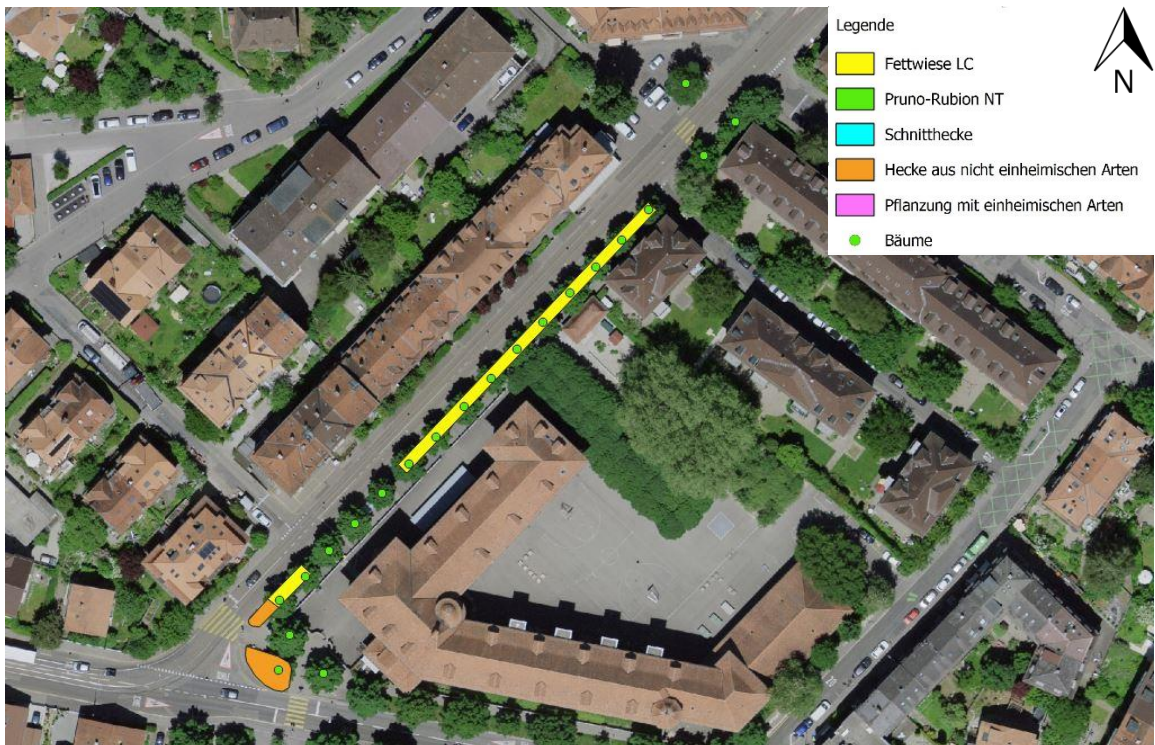 Legende
Fettwiese LC
Pruno-Rubion NT
Schnitthecke
Hecke aus nicht einheimischen Arten
Pflanzung mit einheimischen Arten
Bäume
N